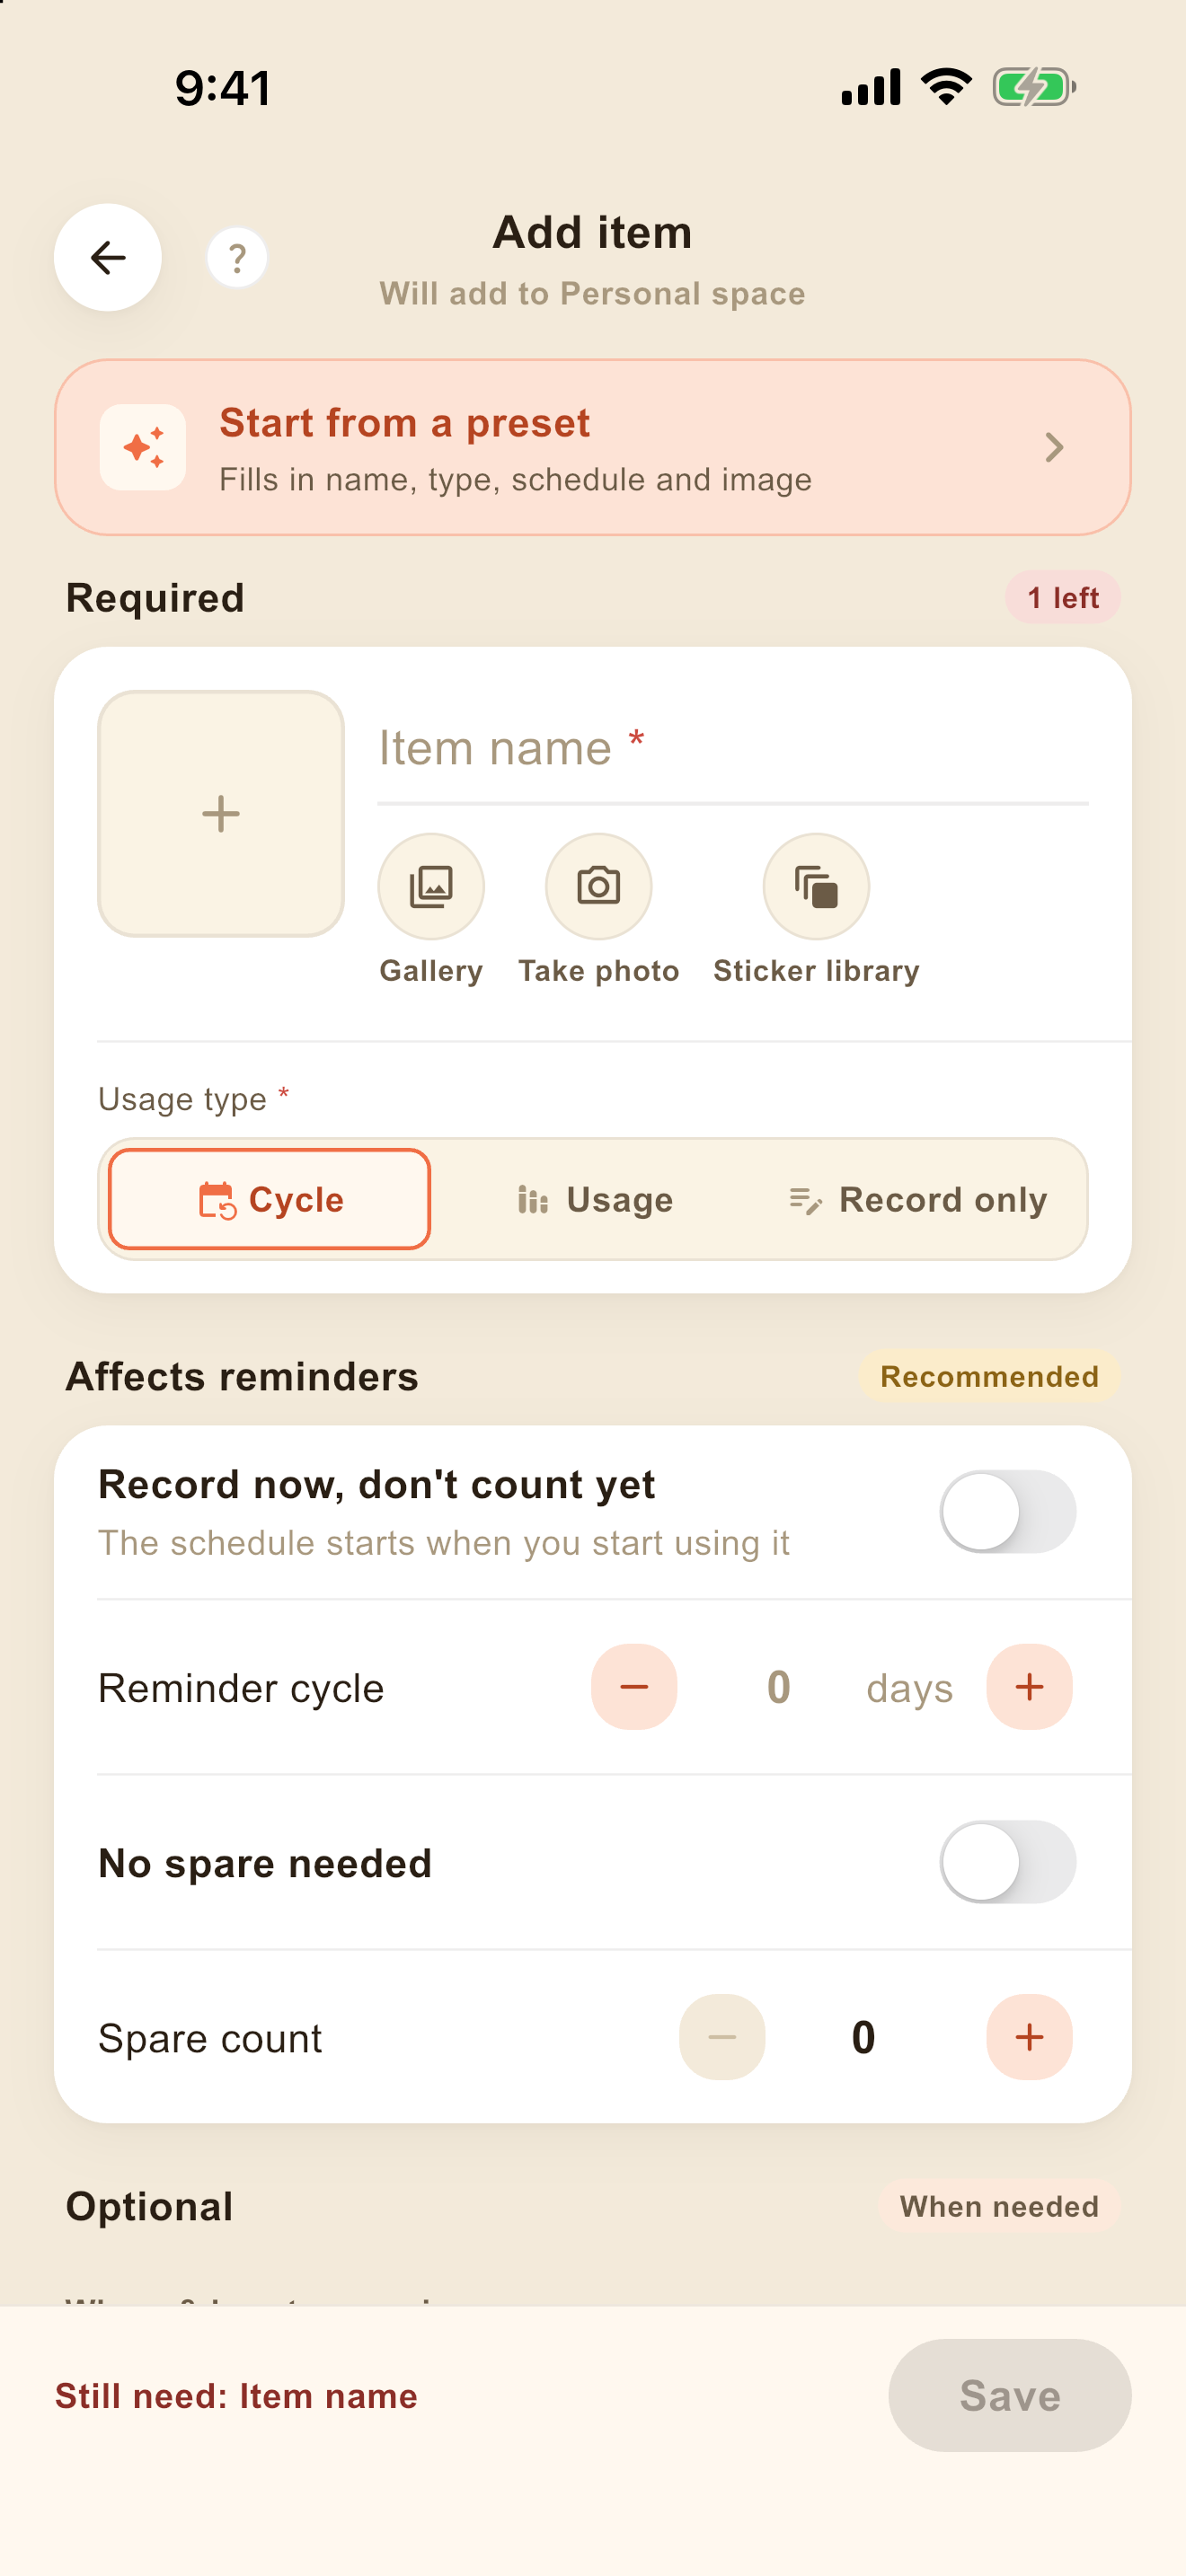 9:41
?
Add item
Will add to Personal space
Start from a preset
Fills in name, type, schedule and image
Required
1 left
Item name *
Gallery
Take photo
Sticker library
Usage type *
Cycle
Usage
Record only
Affects reminders
Recommended
Record now, don't count yet
The schedule starts when you start using it
Reminder cycle
0
days
No spare needed
Spare count
0
Optional
When needed
Still need: Item name
Save